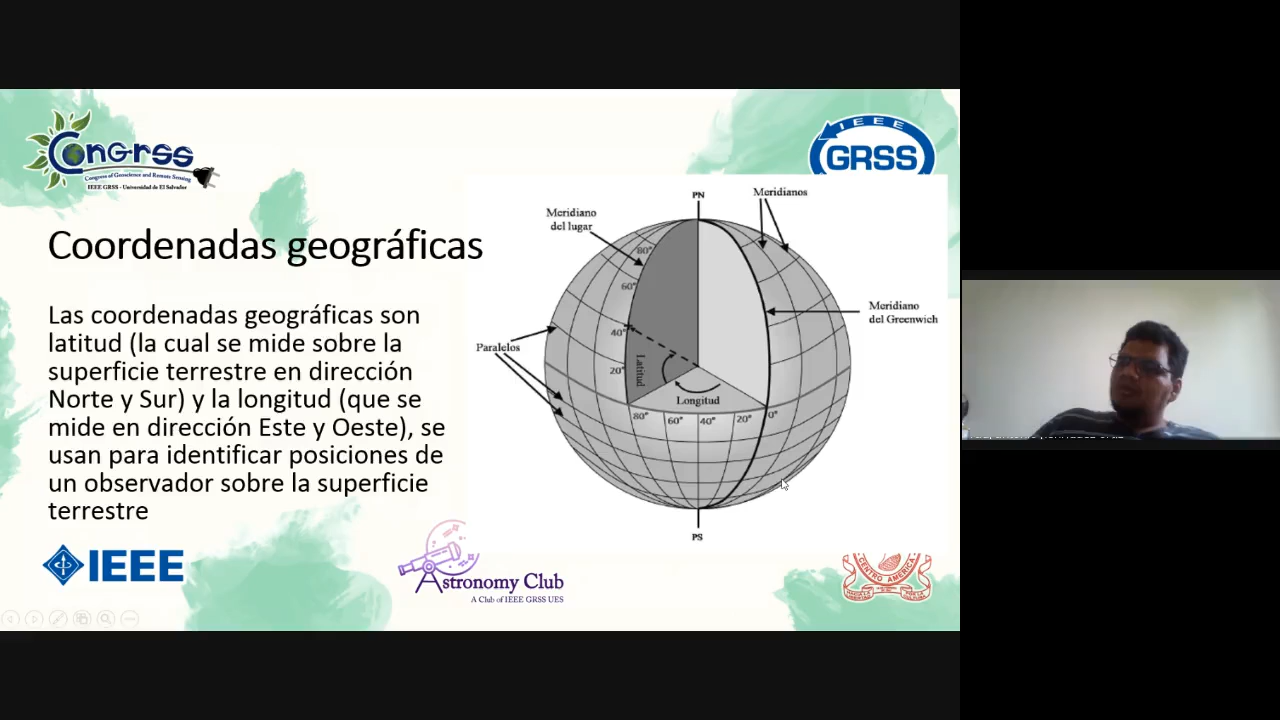 CONGRSS
Congress of Geoscience and Remote Sensing
IEEE GRSS - Universidad de El Salvador
IEEE
GRSS
Coordenadas geográficas
Las coordenadas geográficas son
latitud (la cual se mide sobre la
superficie terrestre en dirección
Norte y Sur) y la longitud (que se
mide en dirección Este y Oeste), se
usan para identificar posiciones de
un observador sobre la superficie
terrestre
PN
Meridianos
Meridiano
del lugar
80°
60°
Meridiano
del Greenwich
40°
Paralelos
20°
Latitud
Longitud
80°
60°
40°
20°
0°
PS
IEEE
Astronomy Club
A Club of IEEE GRSS UES
CENTRO AMERICA